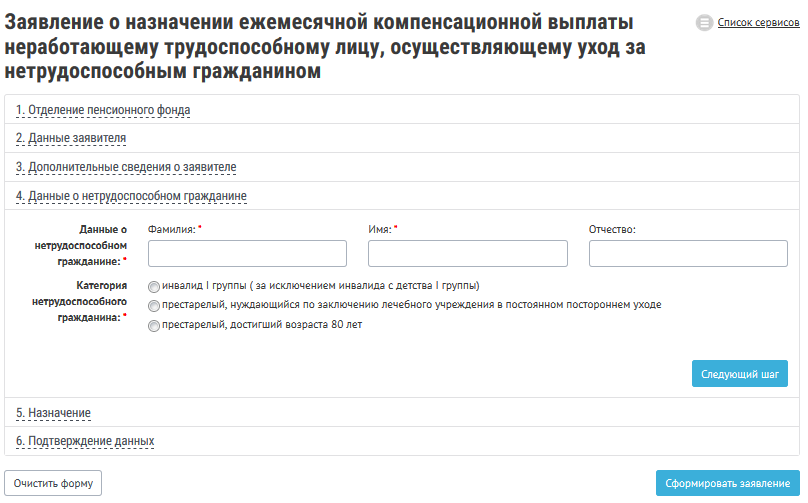 Заявление о назначении ежемесячной компенсационной выплаты
неработающему трудоспособному лицу, осуществляющему уход за
нетрудоспособным гражданином
Список сервисов
1. Отделение пенсионного фонда
2. Данные заявителя
3. Дополнительные сведения о заявителе
4. Данные о нетрудоспособном гражданине
Данные о
нетрудоспособном
гражданине: *
Фамилия: *
Имя: *
Отчество:
Категория
нетрудоспособного
гражданина: *
инвалид I группы ( за исключением инвалида с детства I группы)
престарелый, нуждающийся по заключению лечебного учреждения в постоянном постороннем уходе
престарелый, достигший возраста 80 лет
Следующий шаг
5. Назначение
6. Подтверждение данных
Очистить форму
Сформировать заявление